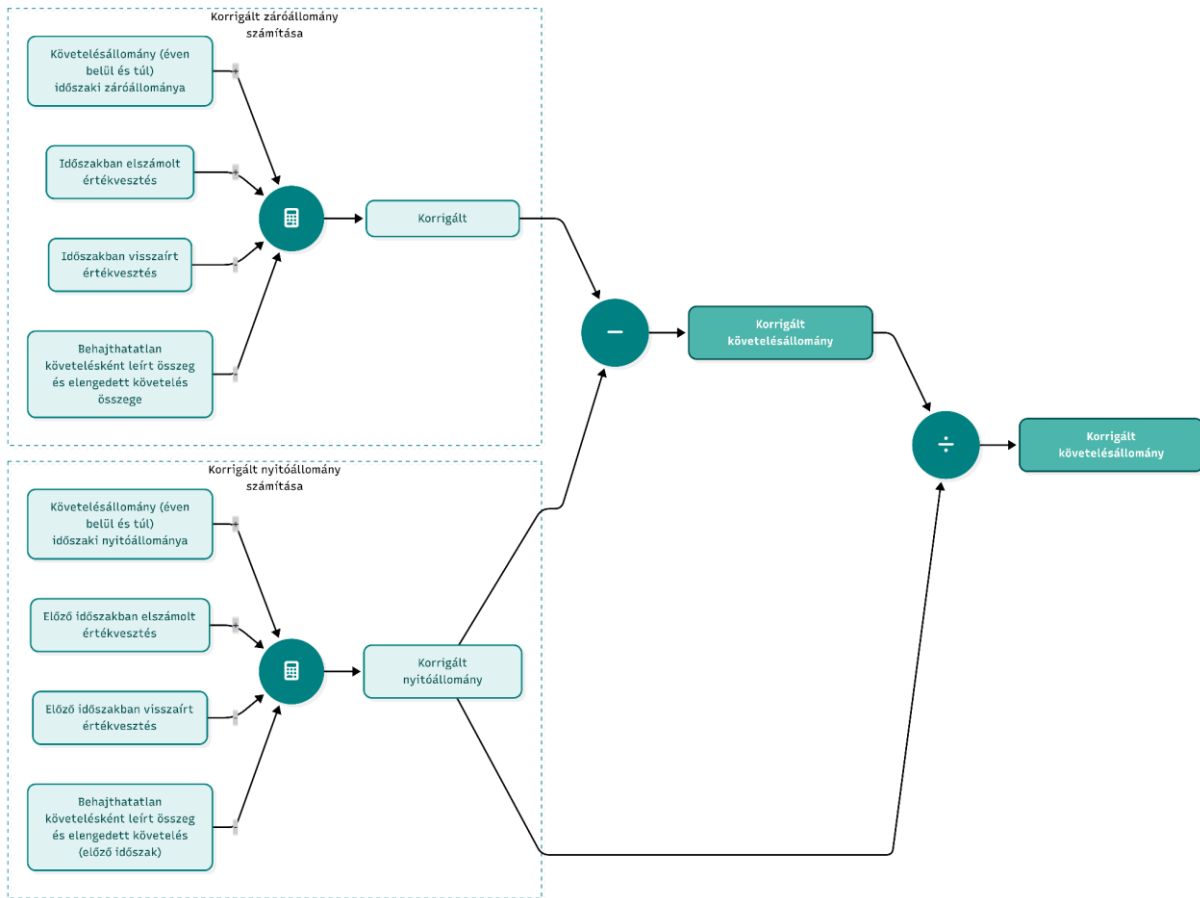 Korrigált záróállomány
számítása
Követelésállomány (éven
belül és túl)
időszaki záróállománya
+
Időszakban elszámolt
értékvesztés
+
Időszakban visszaírt
értékvesztés
-
Behajthatatlan
követelésként leírt összeg
és elengedett követelés
összege
-
Korrigált
−
Korrigált
követelésállomány
÷
Korrigált
követelésállomány
Korrigált nyitóállomány
számítása
Követelésállomány (éven
belül és túl)
időszaki nyitóállománya
+
Előző időszakban elszámolt
értékvesztés
+
Előző időszakban visszaírt
értékvesztés
-
Behajthatatlan
követelésként leírt összeg
és elengedett követelés
(előző időszak)
-
Korrigált
nyitóállomány